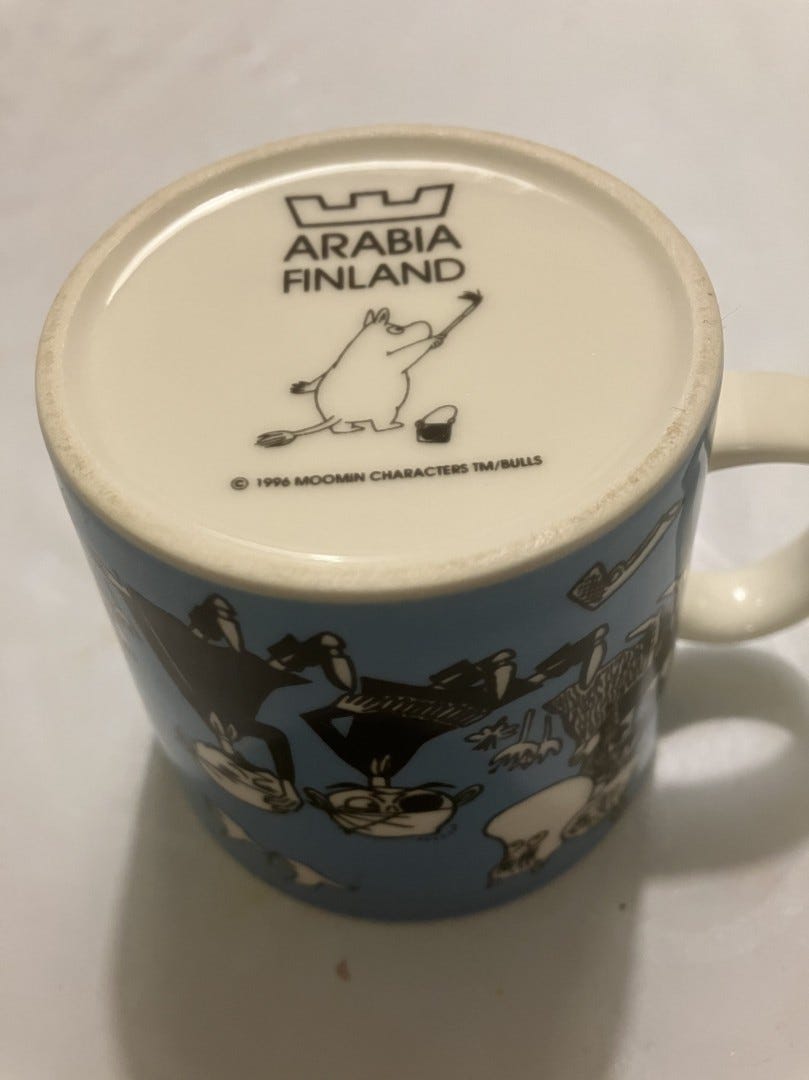 ARABIA
FINLAND
© 1996 MOOMIN CHARACTERS TM/BULLS